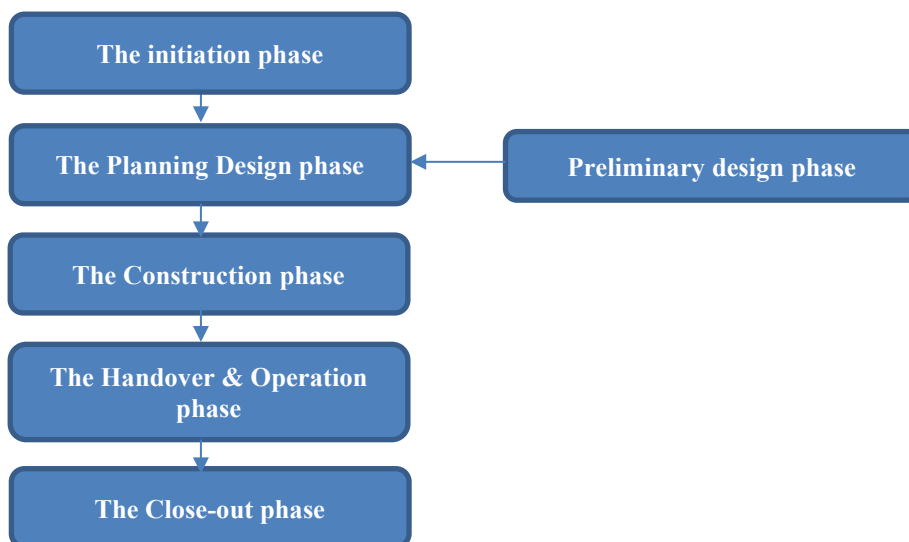 The initiation phase
The Planning Design phase
Preliminary design phase
The Construction phase
The Handover & Operation
phase
The Close-out phase